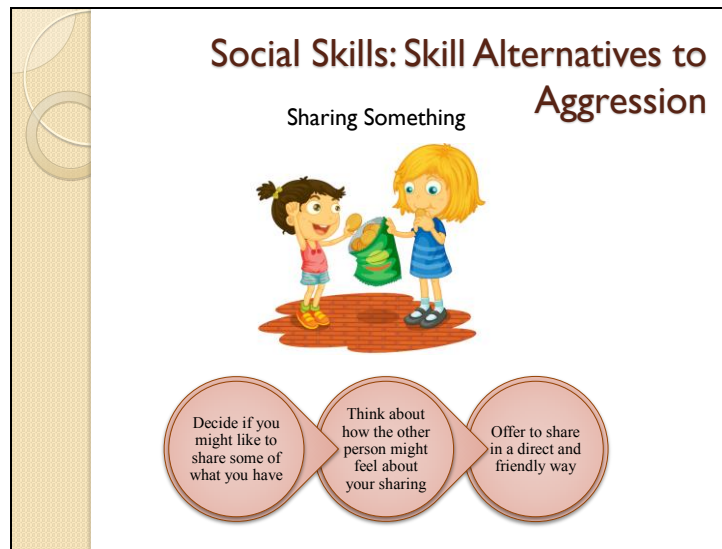 Social Skills: Skill Alternatives to
Aggression
Sharing Something
Decide if you
might like to
share some of
what you have
Think about
how the other
person might
feel about
your sharing
Offer to share
in a direct and
friendly way